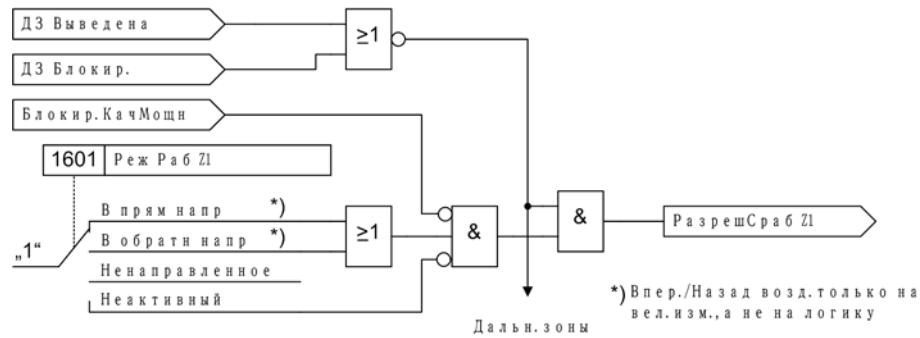 ДЗ Выведена
≥1
ДЗ Блокир.
Блокир.КачМощн
1601 Реж Раб Z1
В прям напр *)
В обратн напр *)
≥1
&
&
РазрешСраб Z1
„1“
Ненаправленное
Неактивный
*) Впер./Назад возд.только на
вел.изм.,а не на логику
Дальн.зоны